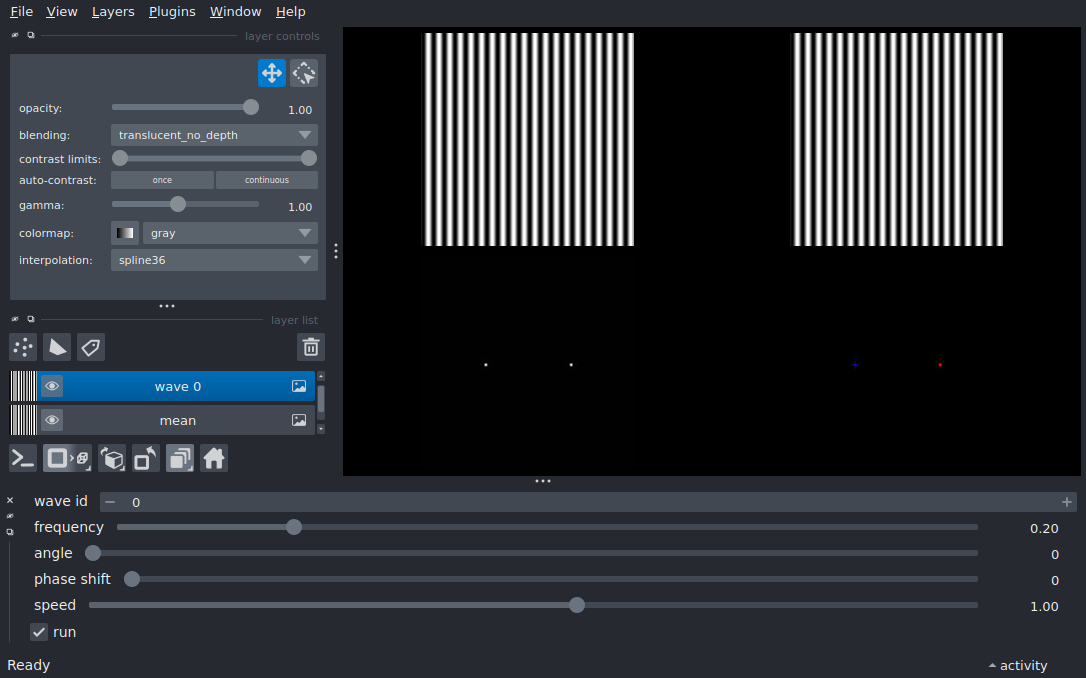 File View Layers Plugins Window Help
layer controls
opacity: 1.00
blending: translucent_no_depth
contrast limits:
auto-contrast: once continuous
gamma: 1.00
colormap: gray
interpolation: spline36
layer list
wave 0
mean
wave id 0
frequency 0.20
angle 0
phase shift 0
speed 1.00
run
Ready activity